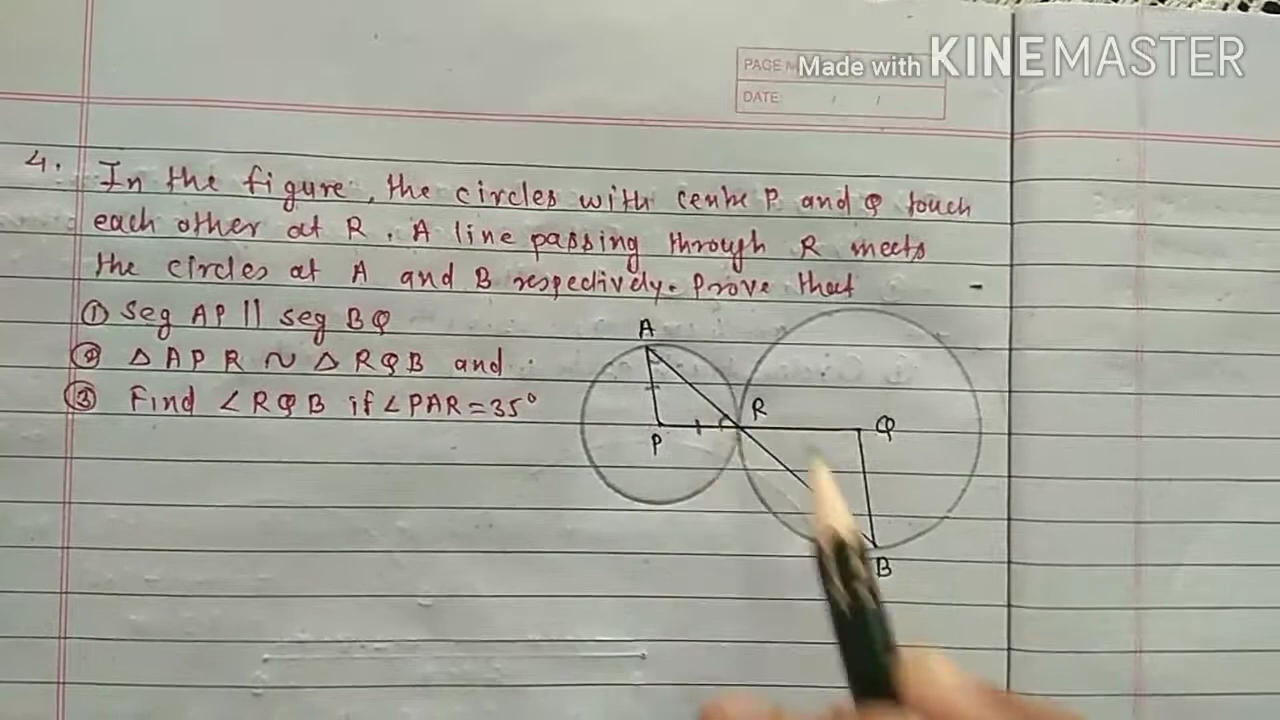 PAGE
Made with KINEMASTER
DATE: / /
4. In the figure, the circles with centre P and Q touch
each other at R. A line passing through R meets
the circles at A and B respectively. Prove that
① seg AP || seg BQ
② △ APR ~ △ RQB and
③ Find ∠RQB if ∠PAR = 35°
A
R
P
Q
B